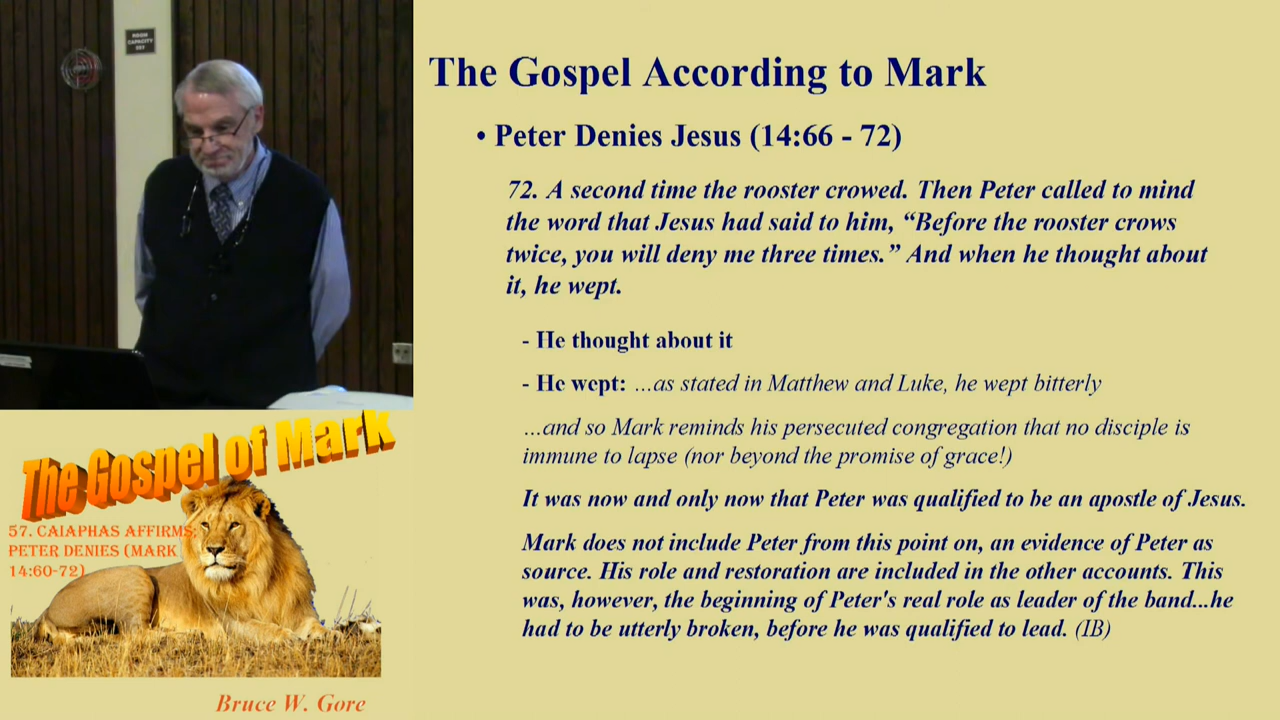 ROOM
CAPACITY
The Gospel According to Mark
• Peter Denies Jesus (14:66 - 72)
72. A second time the rooster crowed. Then Peter called to mind
the word that Jesus had said to him, “Before the rooster crows
twice, you will deny me three times.” And when he thought about
it, he wept.
- He thought about it
- He wept: ...as stated in Matthew and Luke, he wept bitterly
...and so Mark reminds his persecuted congregation that no disciple is
immune to lapse (nor beyond the promise of grace!)
It was now and only now that Peter was qualified to be an apostle of Jesus.
Mark does not include Peter from this point on, an evidence of Peter as
source. His role and restoration are included in the other accounts. This
was, however, the beginning of Peter's real role as leader of the band...he
had to be utterly broken, before he was qualified to lead. (IB)
The Gospel of Mark
57. CAIAPHAS AFFIRMS;
PETER DENIES (MARK
14:60-72)
Bruce W. Gore